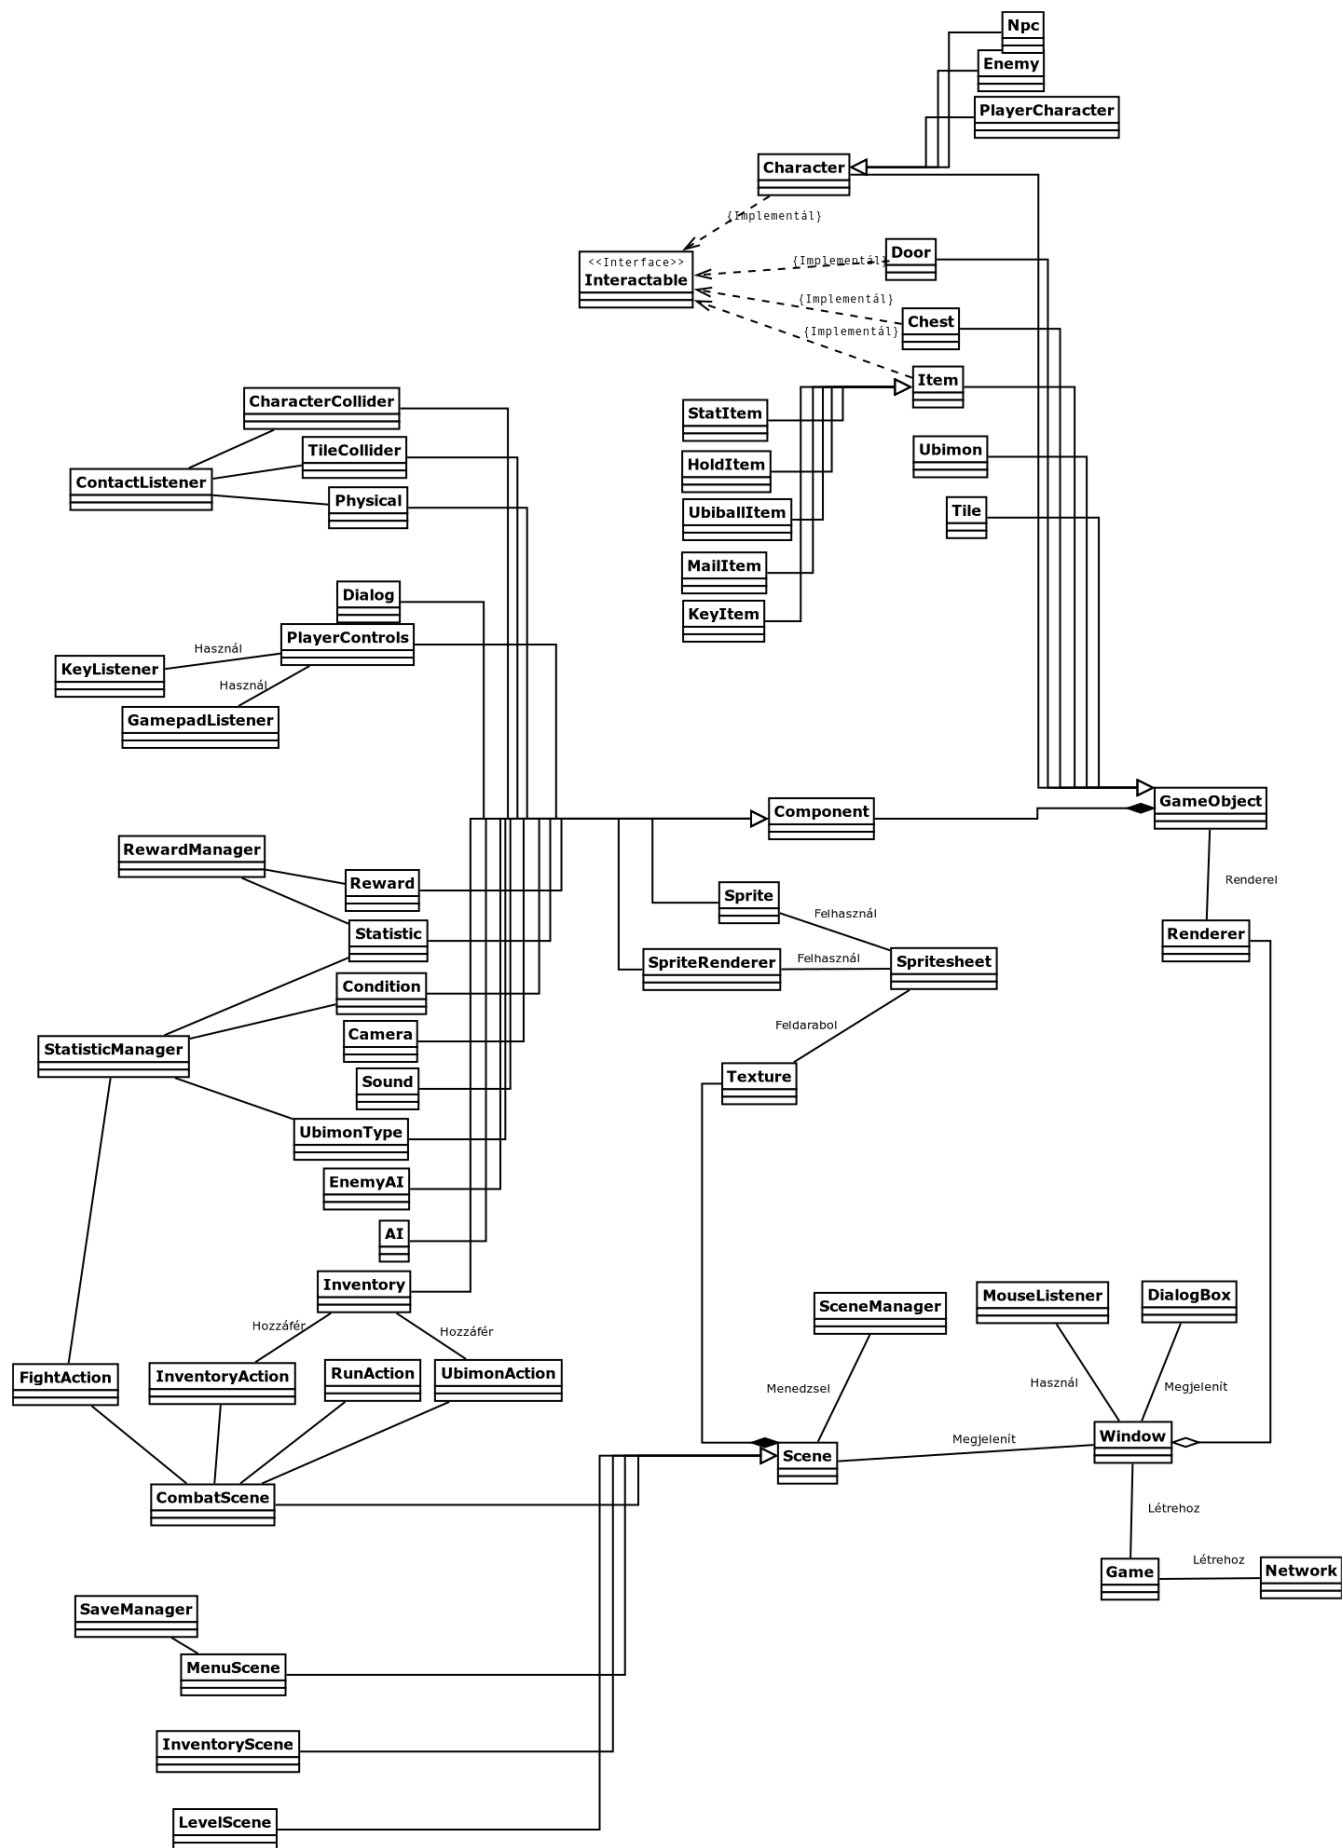 Npc
Enemy
PlayerCharacter
Character
{Implementál}
<<Interface>>
Interactable
{Implementál}
Door
{Implementál}
Chest
{Implementál}
Item
CharacterCollider
StatItem
TileCollider
Ubimon
HoldItem
ContactListener
Physical
UbiballItem
Tile
MailItem
Dialog
KeyItem
PlayerControls
Használ
KeyListener
Használ
GamepadListener
Component
GameObject
RewardManager
Reward
Sprite
Renderel
Felhasznál
Statistic
Renderer
SpriteRenderer
Felhasznál
Spritesheet
Condition
Camera
Feldarabol
StatisticManager
Sound
Texture
UbimonType
EnemyAI
AI
Inventory
SceneManager
MouseListener
DialogBox
Hozzáfér
Hozzáfér
FightAction
InventoryAction
RunAction
UbimonAction
Menedzsel
Használ
Megjelenít
Window
Megjelenít
Scene
CombatScene
Létrehoz
Game
Létrehoz
Network
SaveManager
MenuScene
InventoryScene
LevelScene